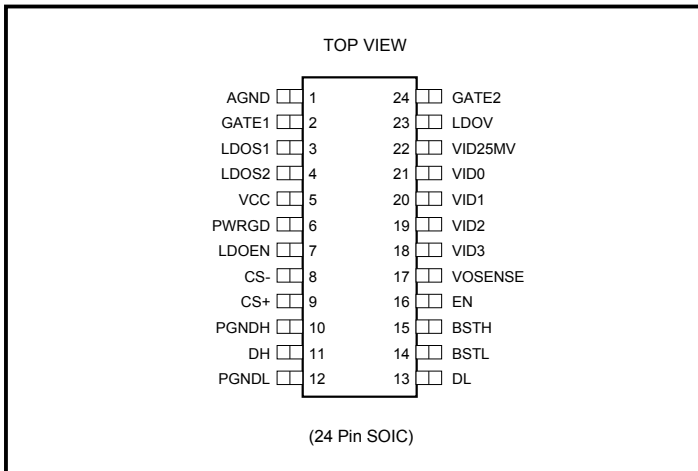 TOP VIEW
AGND 1 24 GATE2
GATE1 2 23 LDOV
LDOS1 3 22 VID25MV
LDOS2 4 21 VID0
VCC 5 20 VID1
PWRGD 6 19 VID2
LDOEN 7 18 VID3
CS- 8 17 VOSENSE
CS+ 9 16 EN
PGNDH 10 15 BSTH
DH 11 14 BSTL
PGNDL 12 13 DL
(24 Pin SOIC)